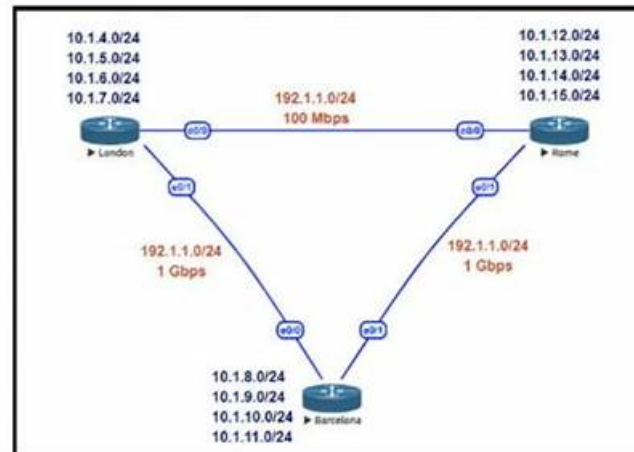 10.1.4.0/24
10.1.5.0/24
10.1.6.0/24
10.1.7.0/24
10.1.12.0/24
10.1.13.0/24
10.1.14.0/24
10.1.15.0/24
192.1.1.0/24
100 Mbps
e0/0
e0/0
London
Rome
e0/1
e0/1
192.1.1.0/24
1 Gbps
192.1.1.0/24
1 Gbps
e0/0
e0/1
10.1.8.0/24
10.1.9.0/24
10.1.10.0/24
10.1.11.0/24
Barcelona